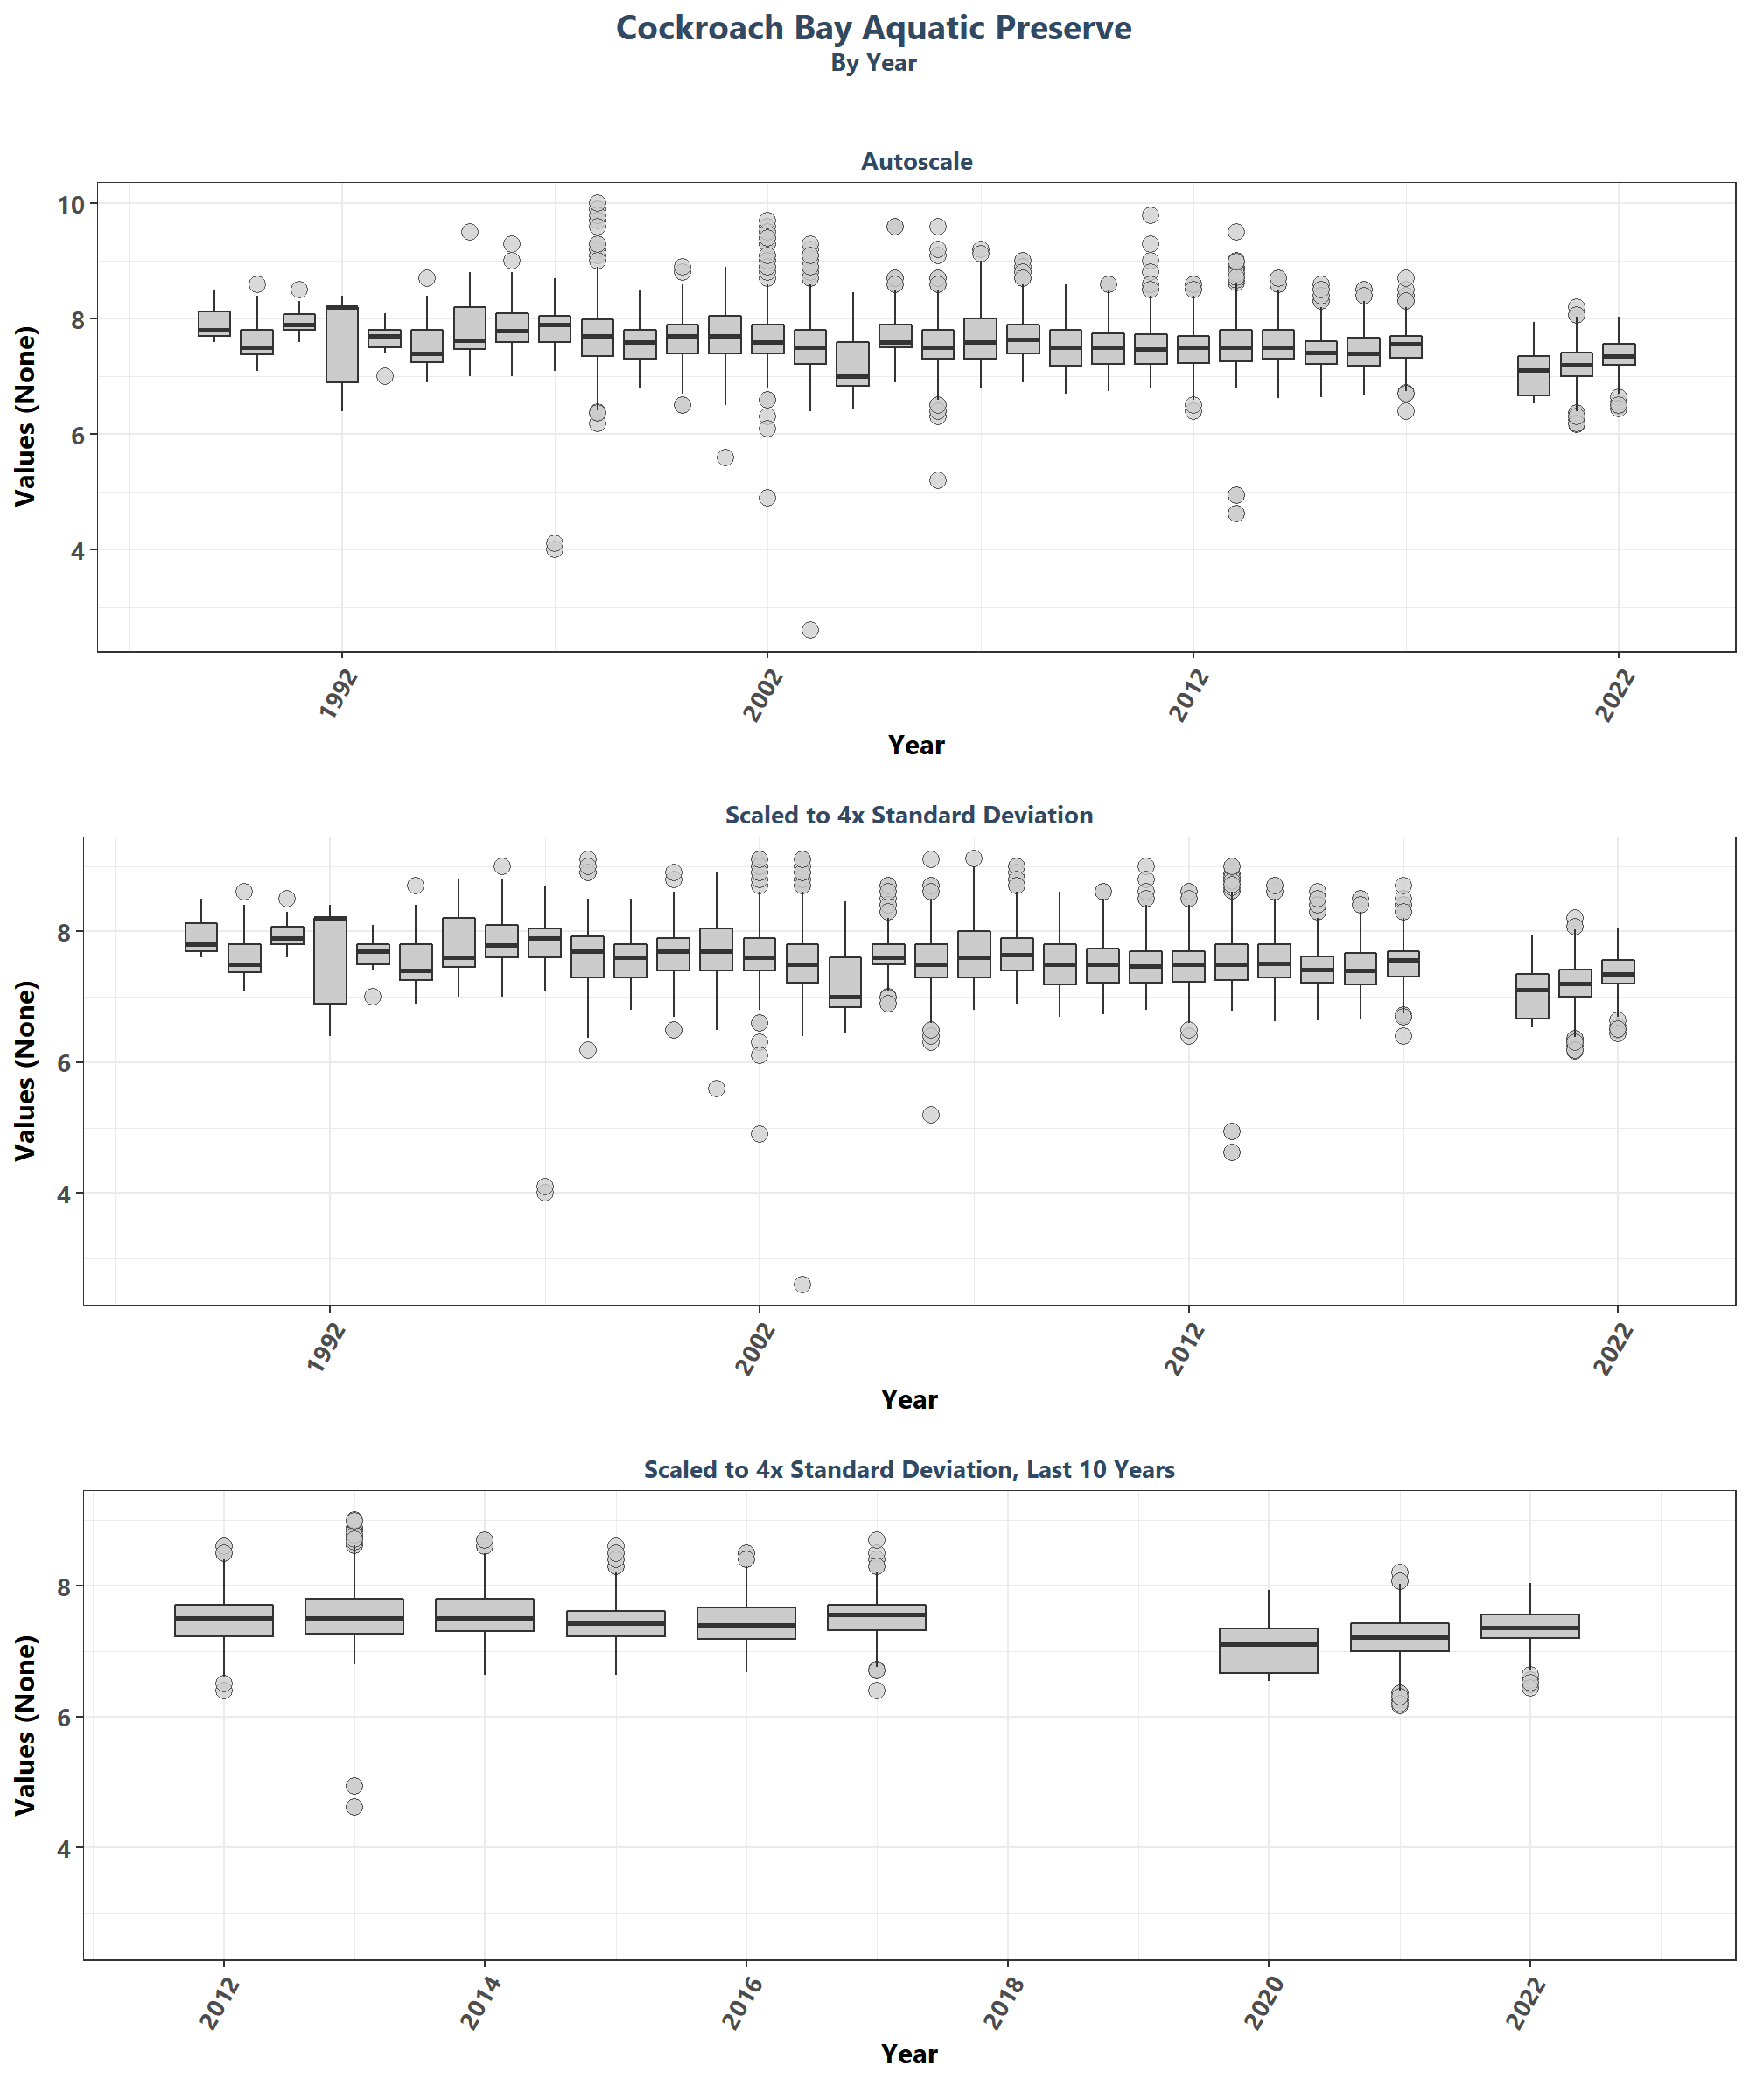 Cockroach Bay Aquatic Preserve
By Year
Autoscale
Values (None)
10
8
6
4
1992
2002
2012
2022
Year
Scaled to 4x Standard Deviation
Values (None)
8
6
4
1992
2002
2012
2022
Year
Scaled to 4x Standard Deviation, Last 10 Years
Values (None)
8
6
4
2012
2014
2016
2018
2020
2022
Year